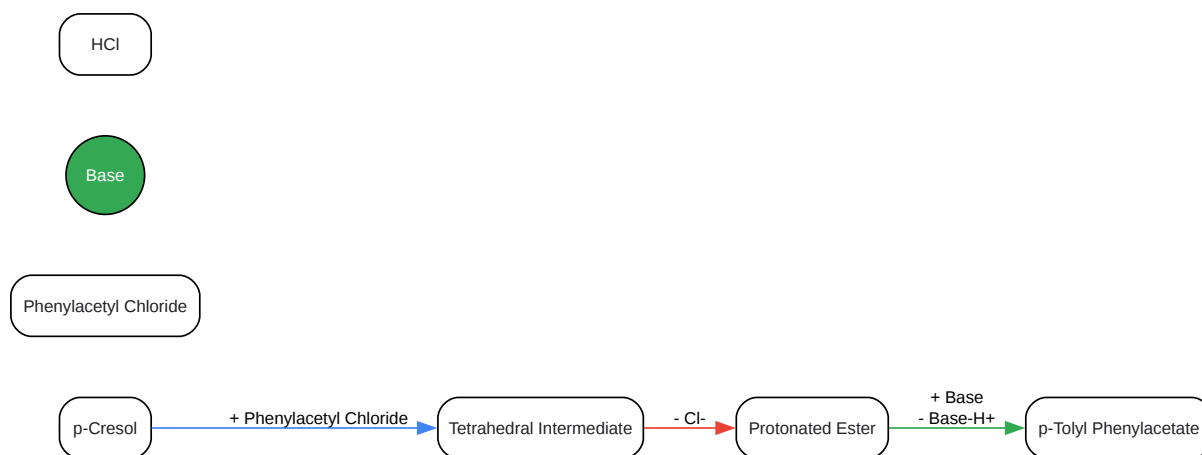 HCl
Base
Phenylacetyl Chloride
p-Cresol
+ Phenylacetyl Chloride
Tetrahedral Intermediate
- Cl-
Protonated Ester
+ Base
- Base-H+
p-Tolyl Phenylacetate